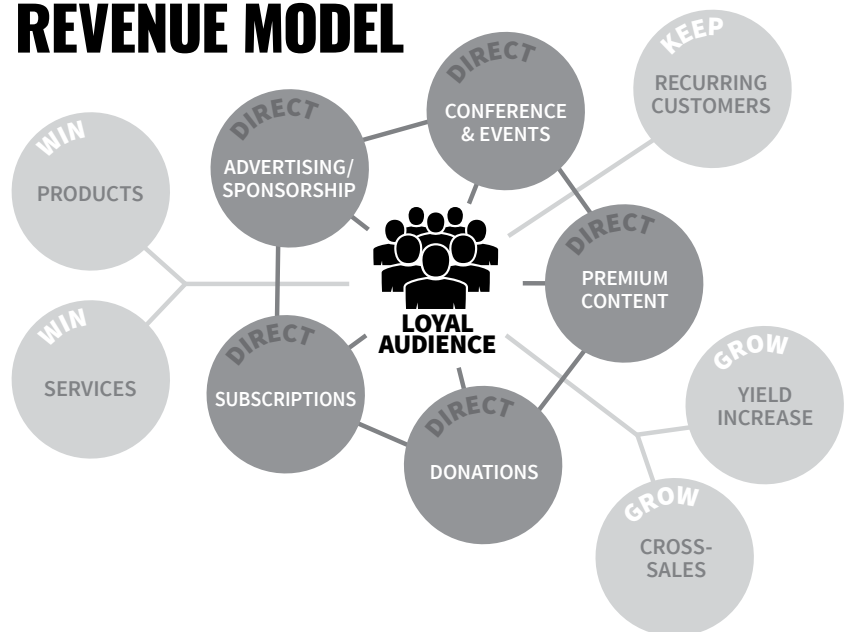 REVENUE MODEL
WIN
PRODUCTS
WIN
SERVICES
DIRECT
ADVERTISING/
SPONSORSHIP
DIRECT
CONFERENCE
& EVENTS
DIRECT
PREMIUM
CONTENT
DIRECT
DONATIONS
DIRECT
SUBSCRIPTIONS
LOYAL
AUDIENCE
KEEP
RECURRING
CUSTOMERS
GROW
YIELD
INCREASE
GROW
CROSS-
SALES